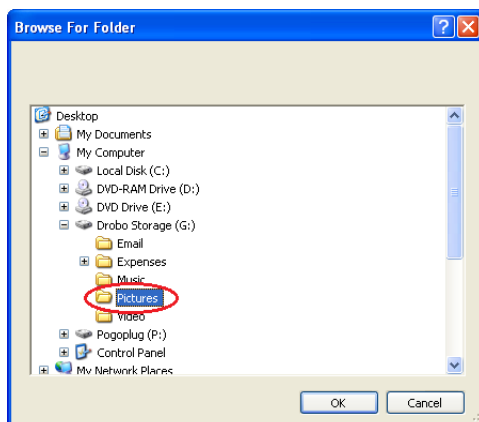 Browse For Folder
Desktop
My Documents
My Computer
Local Disk (C:)
DVD-RAM Drive (D:)
DVD Drive (E:)
Drobo Storage (G:)
Email
Expenses
Music
Pictures
Video
Pogoplug (P:)
Control Panel
My Network Places
OK Cancel